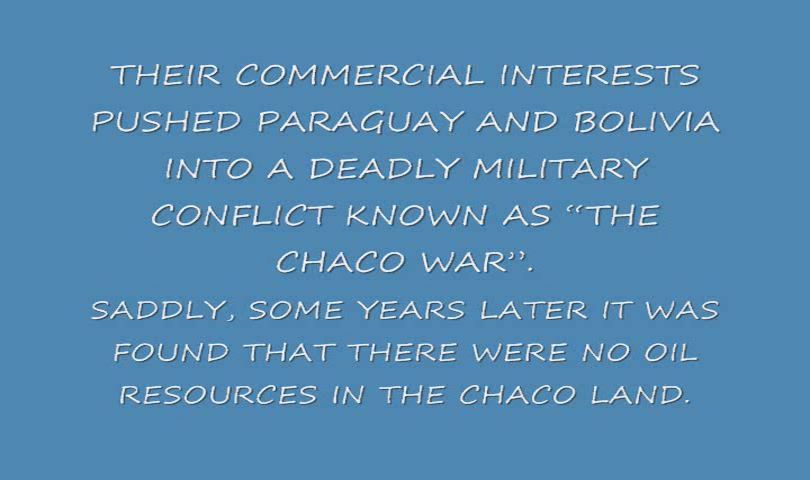 THEIR COMMERCIAL INTERESTS
PUSHED PARAGUAY AND BOLIVIA
INTO A DEADLY MILITARY
CONFLICT KNOWN AS “THE
CHACO WAR”.
SADDLY, SOME YEARS LATER IT WAS
FOUND THAT THERE WERE NO OIL
RESOURCES IN THE CHACO LAND.